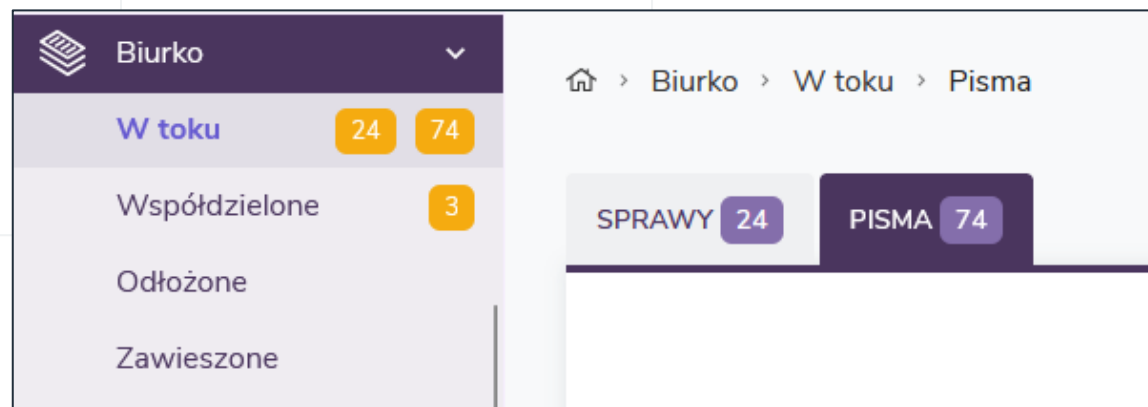 Biurko
W toku 24 74
Współdzielone 3
Odłożone
Zawieszone
Biurko > W toku > Pisma
SPRAWY 24 PISMA 74